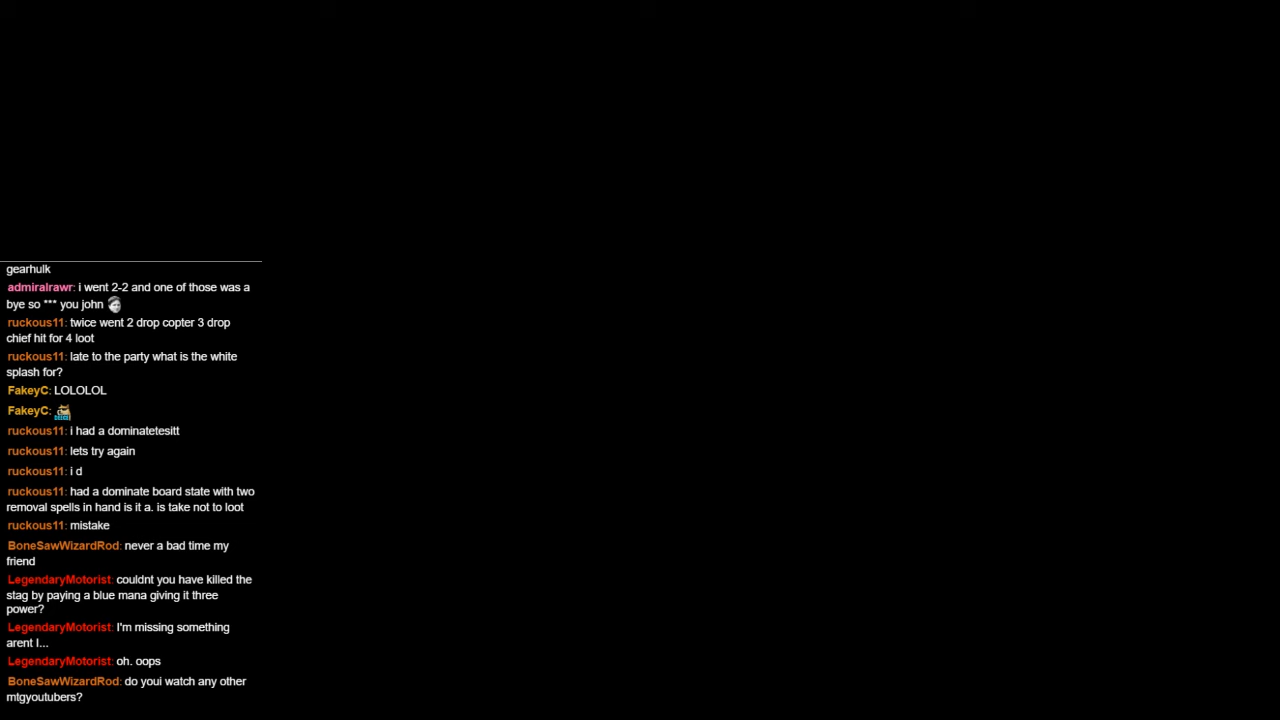 gearhulk
admiralrawr: i went 2-2 and one of those was a
bye so *** you john
ruckous11: twice went 2 drop copter 3 drop
chief hit for 4 loot
ruckous11: late to the party what is the white
splash for?
FakeyC: LOLOLOL
FakeyC:
ruckous11: i had a dominatetesitt
ruckous11: lets try again
ruckous11: i d
ruckous11: had a dominate board state with two
removal spells in hand is it a. is take not to loot
ruckous11: mistake
BoneSawWizardRod: never a bad time my
friend
LegendaryMotorist: couldnt you have killed the
stag by paying a blue mana giving it three
power?
LegendaryMotorist: I'm missing something
arent I...
LegendaryMotorist: oh. oops
BoneSawWizardRod: do youi watch any other
mtgyoutubers?